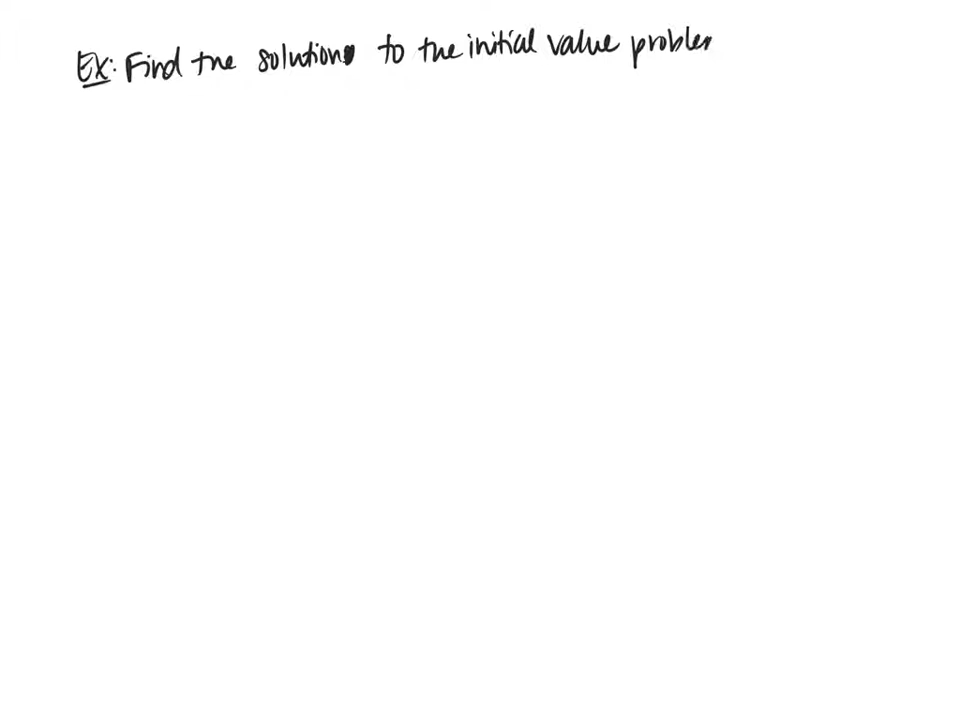 Ex: Find the solution to the initial value problem